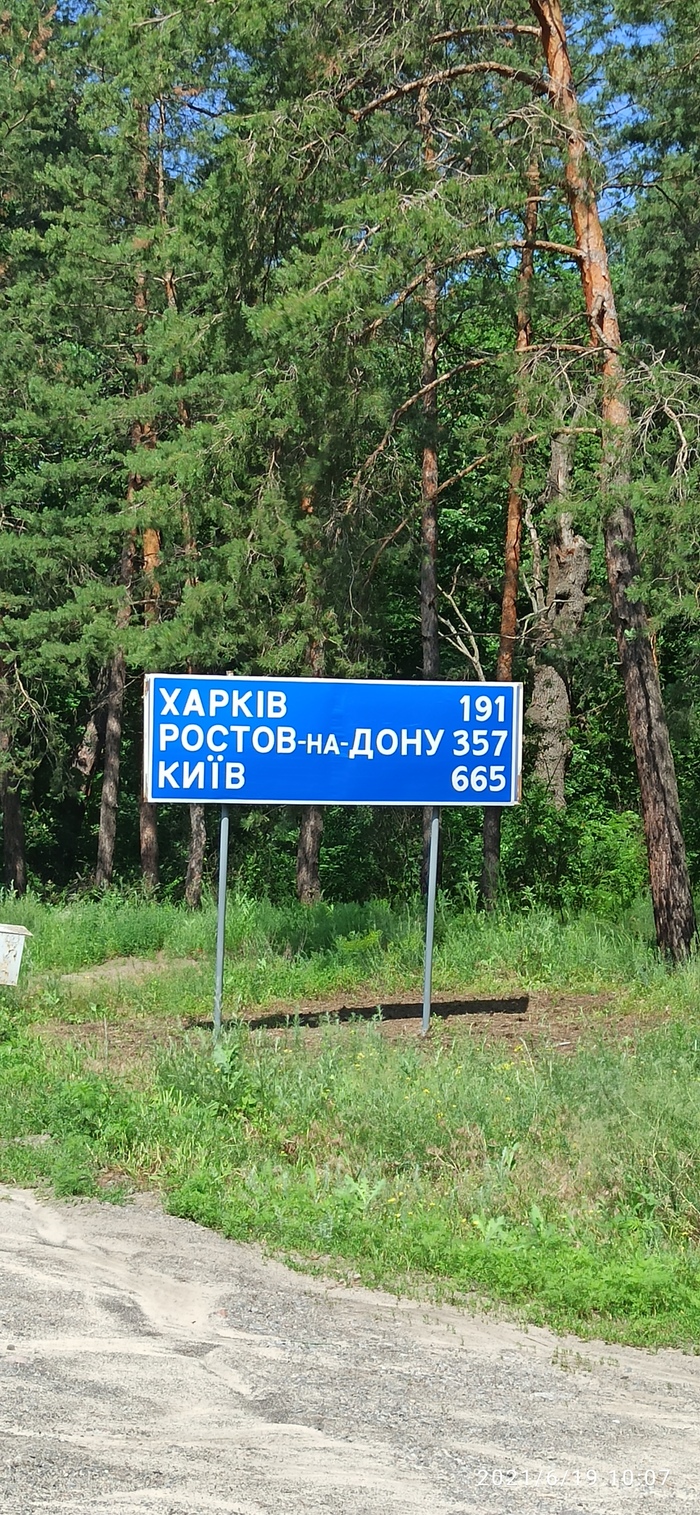 ХАРКІВ 191
РОСТОВ-НА-ДОНУ 357
КИЇВ 665
2021/6/19 10:07